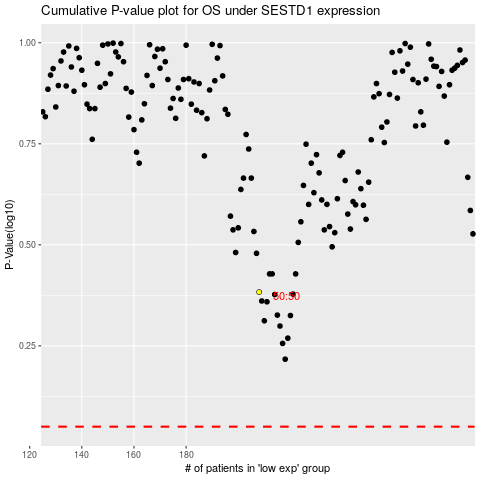 Cumulative P-value plot for OS under SESTD1 expression
P-Value(log10)
1.00
0.75
0.50
0.25
50:50
120 140 160 180
# of patients in 'low exp' group